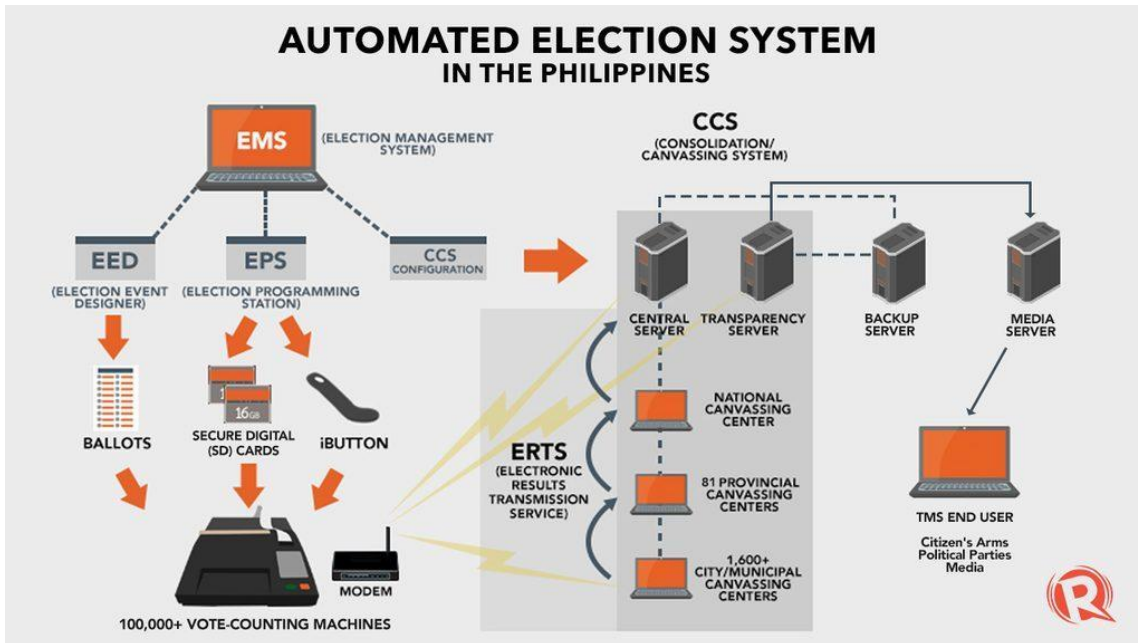 AUTOMATED ELECTION SYSTEM
IN THE PHILIPPINES
EMS
(ELECTION MANAGEMENT
SYSTEM)
EED
(ELECTION EVENT
DESIGNER)
EPS
(ELECTION PROGRAMMING
STATION)
CCS
CONFIGURATION
BALLOTS
16GB
SECURE DIGITAL
(SD) CARDS
iBUTTON
100,000+ VOTE-COUNTING MACHINES
MODEM
CCS
(CONSOLIDATION/
CANVASSING SYSTEM)
CENTRAL
SERVER
TRANSPARENCY
SERVER
BACKUP
SERVER
MEDIA
SERVER
ERTS
(ELECTRONIC
RESULTS
TRANSMISSION
SERVICE)
NATIONAL
CANVASSING
CENTER
81 PROVINCIAL
CANVASSING
CENTERS
1,600+
CITY/MUNICIPAL
CANVASSING
CENTERS
TMS END USER
Citizen's Arms
Political Parties
Media
R